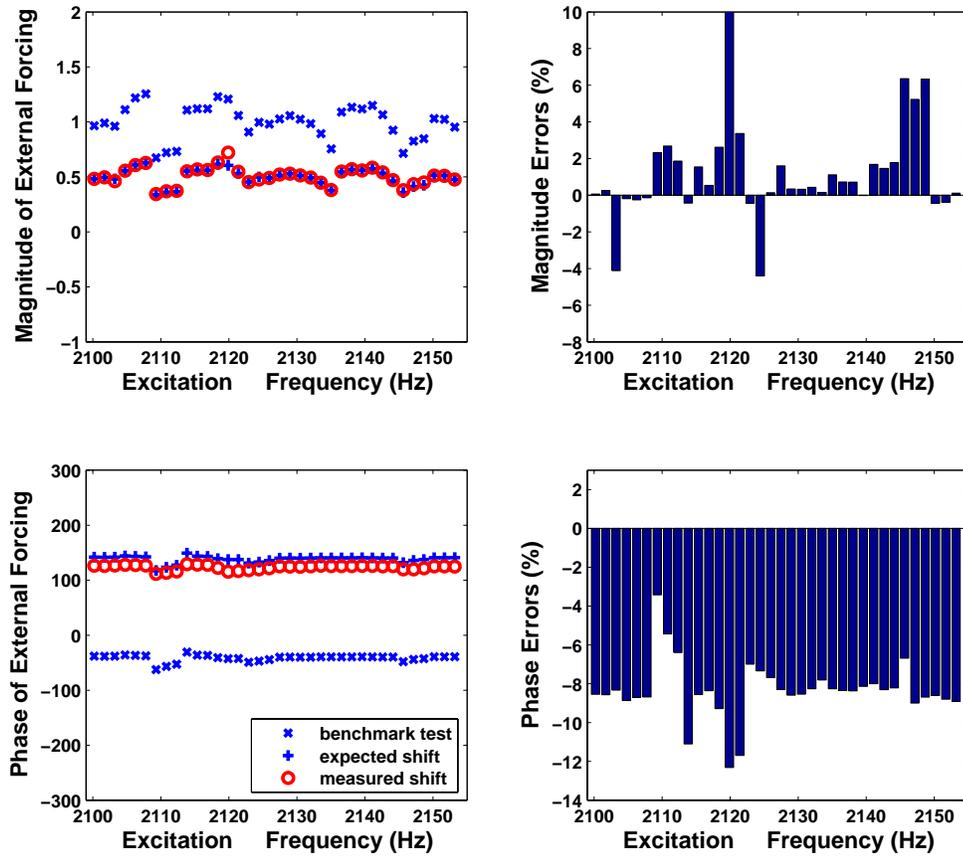 Magnitude of External Forcing
2
1.5
1
0.5
0
−0.5
−1
2100 2110 2120 2130 2140 2150
Excitation Frequency (Hz)
Magnitude Errors (%)
10
8
6
4
2
0
−2
−4
−6
−8
2100 2110 2120 2130 2140 2150
Excitation Frequency (Hz)
Phase of External Forcing
300
200
100
0
−100
−200
−300
benchmark test
expected shift
measured shift
2100 2110 2120 2130 2140 2150
Excitation Frequency (Hz)
Phase Errors (%)
2
0
−2
−4
−6
−8
−10
−12
−14
2100 2110 2120 2130 2140 2150
Excitation Frequency (Hz)